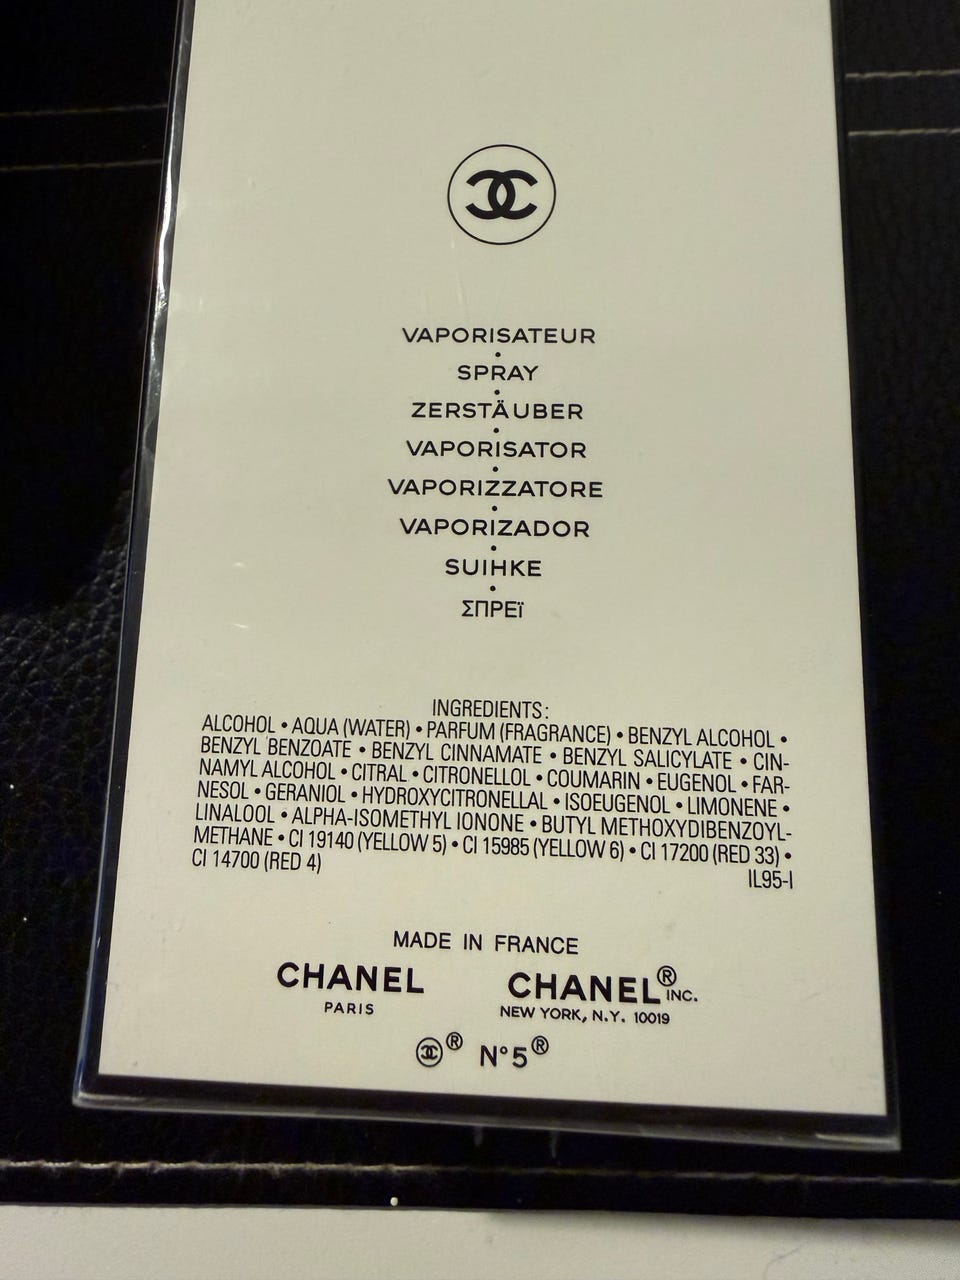 VAPORISATEUR
•
SPRAY
•
ZERSTÄUBER
•
VAPORISATOR
•
VAPORIZZATORE
•
VAPORIZADOR
•
SUIHKE
•
ΣΠΡΕΪ
INGREDIENTS:
ALCOHOL • AQUA (WATER) • PARFUM (FRAGRANCE) • BENZYL ALCOHOL •
BENZYL BENZOATE • BENZYL CINNAMATE • BENZYL SALICYLATE • CIN-
NAMYL ALCOHOL • CITRAL • CITRONELLOL • COUMARIN • EUGENOL • FAR-
NESOL • GERANIOL • HYDROXYCITRONELLAL • ISOEUGENOL • LIMONENE •
LINALOOL • ALPHA-ISOMETHYL IONONE • BUTYL METHOXYDIBENZOYL-
METHANE • CI 19140 (YELLOW 5) • CI 15985 (YELLOW 6) • CI 17200 (RED 33) •
CI 14700 (RED 4)
IL95-I
MADE IN FRANCE
CHANEL
PARIS
CHANEL® INC.
NEW YORK, N.Y. 10019
® N°5®